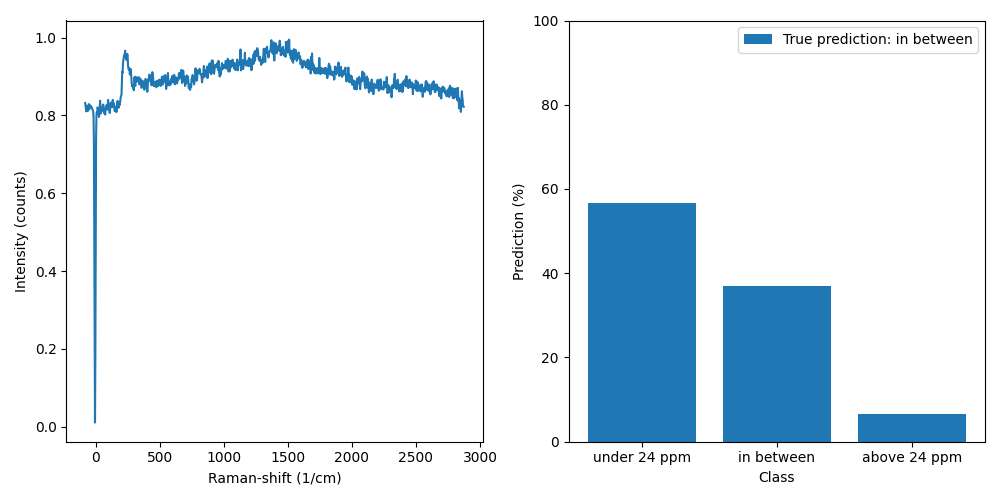 1.0
0.8
0.6
0.4
0.2
0.0
Intensity (counts)
0 500 1000 1500 2000 2500 3000
Raman-shift (1/cm)
100
80
60
40
20
0
Prediction (%)
True prediction: in between
under 24 ppm in between above 24 ppm
Class